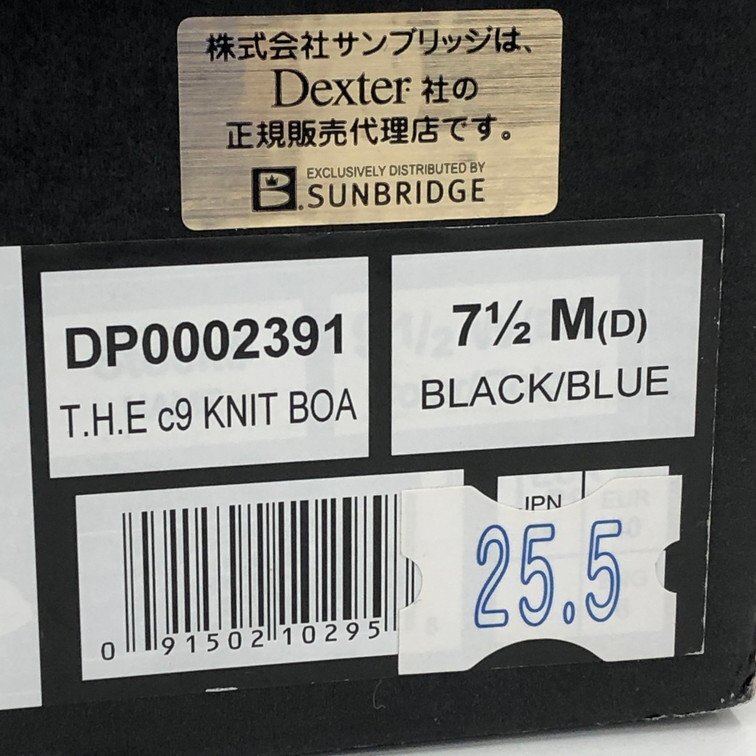 株式会社サンブリッジは、
Dexter 社の
正規販売代理店です。
EXCLUSIVELY DISTRIBUTED BY
B.SUNBRIDGE
DP0002391
T.H.E c9 KNIT BOA
7½ M(D)
BLACK/BLUE
JPN
EUR
25.5
0 91502 10295